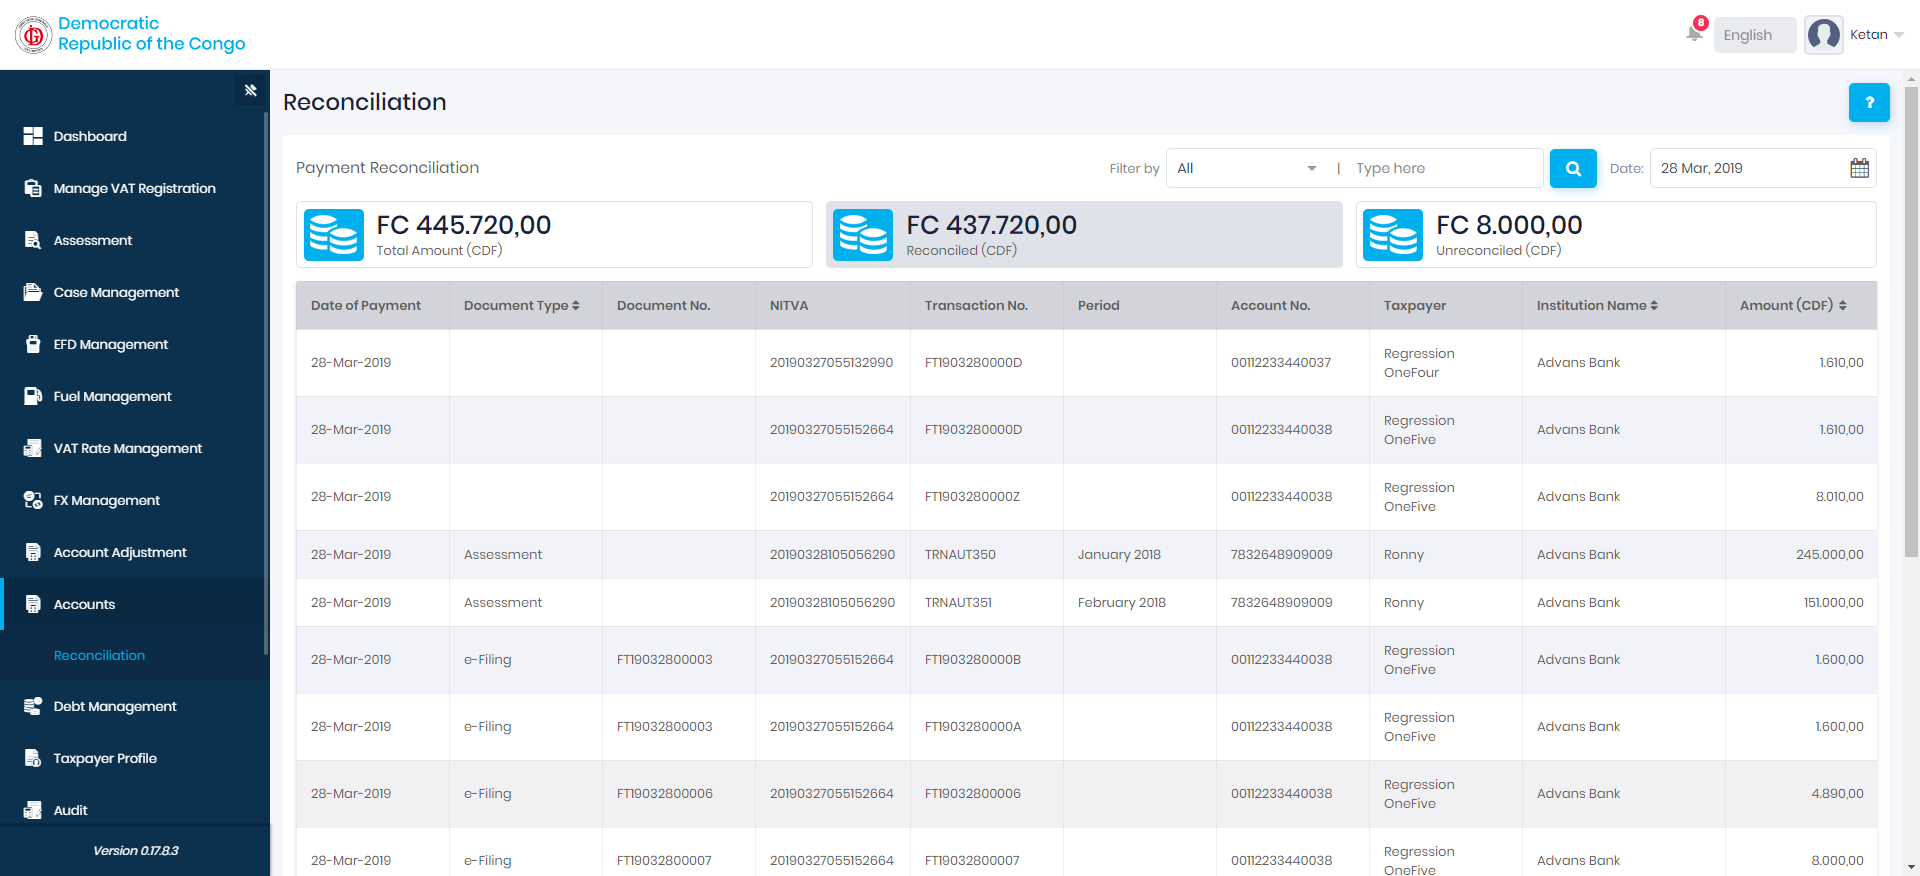 Democratic
Republic of the Congo
8
English
Ketan
Dashboard
Manage VAT Registration
Assessment
Case Management
EFD Management
Fuel Management
VAT Rate Management
FX Management
Account Adjustment
Accounts
Reconciliation
Debt Management
Taxpayer Profile
Audit
Version 0.17.8.3
Reconciliation
?
Payment Reconciliation
Filter by All | Type here Date: 28 Mar, 2019
FC 445.720,00
Total Amount (CDF)
FC 437.720,00
Reconciled (CDF)
FC 8.000,00
Unreconciled (CDF)
Date of Payment Document Type Document No. NITVA Transaction No. Period Account No. Taxpayer Institution Name Amount (CDF)
28-Mar-2019 20190327055132990 FT1903280000D 00112233440037 Regression OneFour Advans Bank 1.610,00
28-Mar-2019 20190327055152664 FT1903280000D 00112233440038 Regression OneFive Advans Bank 1.610,00
28-Mar-2019 20190327055152664 FT1903280000Z 00112233440038 Regression OneFive Advans Bank 8.010,00
28-Mar-2019 Assessment 20190328105056290 TRNAUT350 January 2018 7832648909009 Ronny Advans Bank 245.000,00
28-Mar-2019 Assessment 20190328105056290 TRNAUT351 February 2018 7832648909009 Ronny Advans Bank 151.000,00
28-Mar-2019 e-Filing FT19032800003 20190327055152664 FT1903280000B 00112233440038 Regression OneFive Advans Bank 1.600,00
28-Mar-2019 e-Filing FT19032800003 20190327055152664 FT1903280000A 00112233440038 Regression OneFive Advans Bank 1.600,00
28-Mar-2019 e-Filing FT19032800006 20190327055152664 FT19032800006 00112233440038 Regression OneFive Advans Bank 4.890,00
28-Mar-2019 e-Filing FT19032800007 20190327055152664 FT19032800007 00112233440038 Regression OneFive Advans Bank 8.000,00